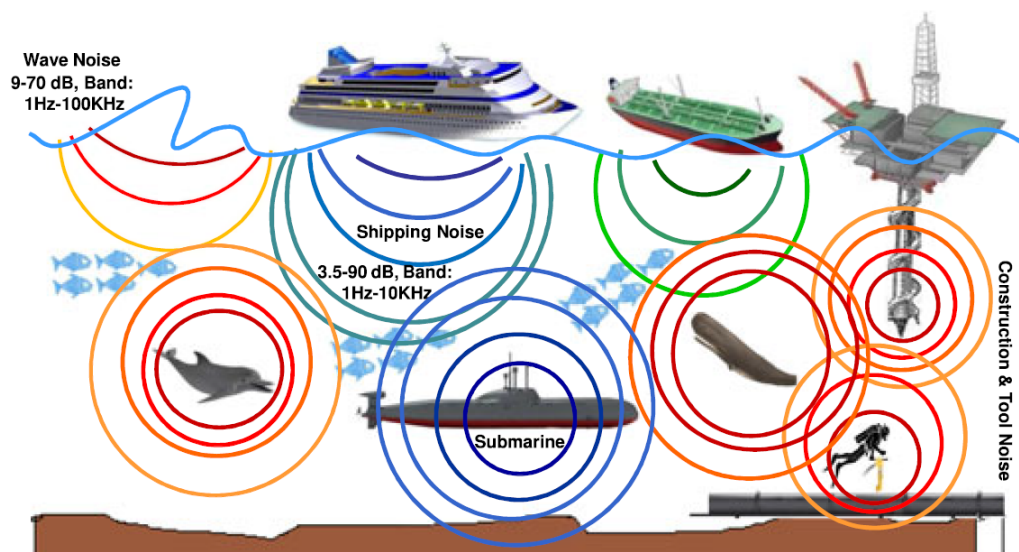 Wave Noise
9-70 dB, Band:
1Hz-100KHz
Shipping Noise
3.5-90 dB, Band:
1Hz-10KHz
Submarine
Construction & Tool Noise